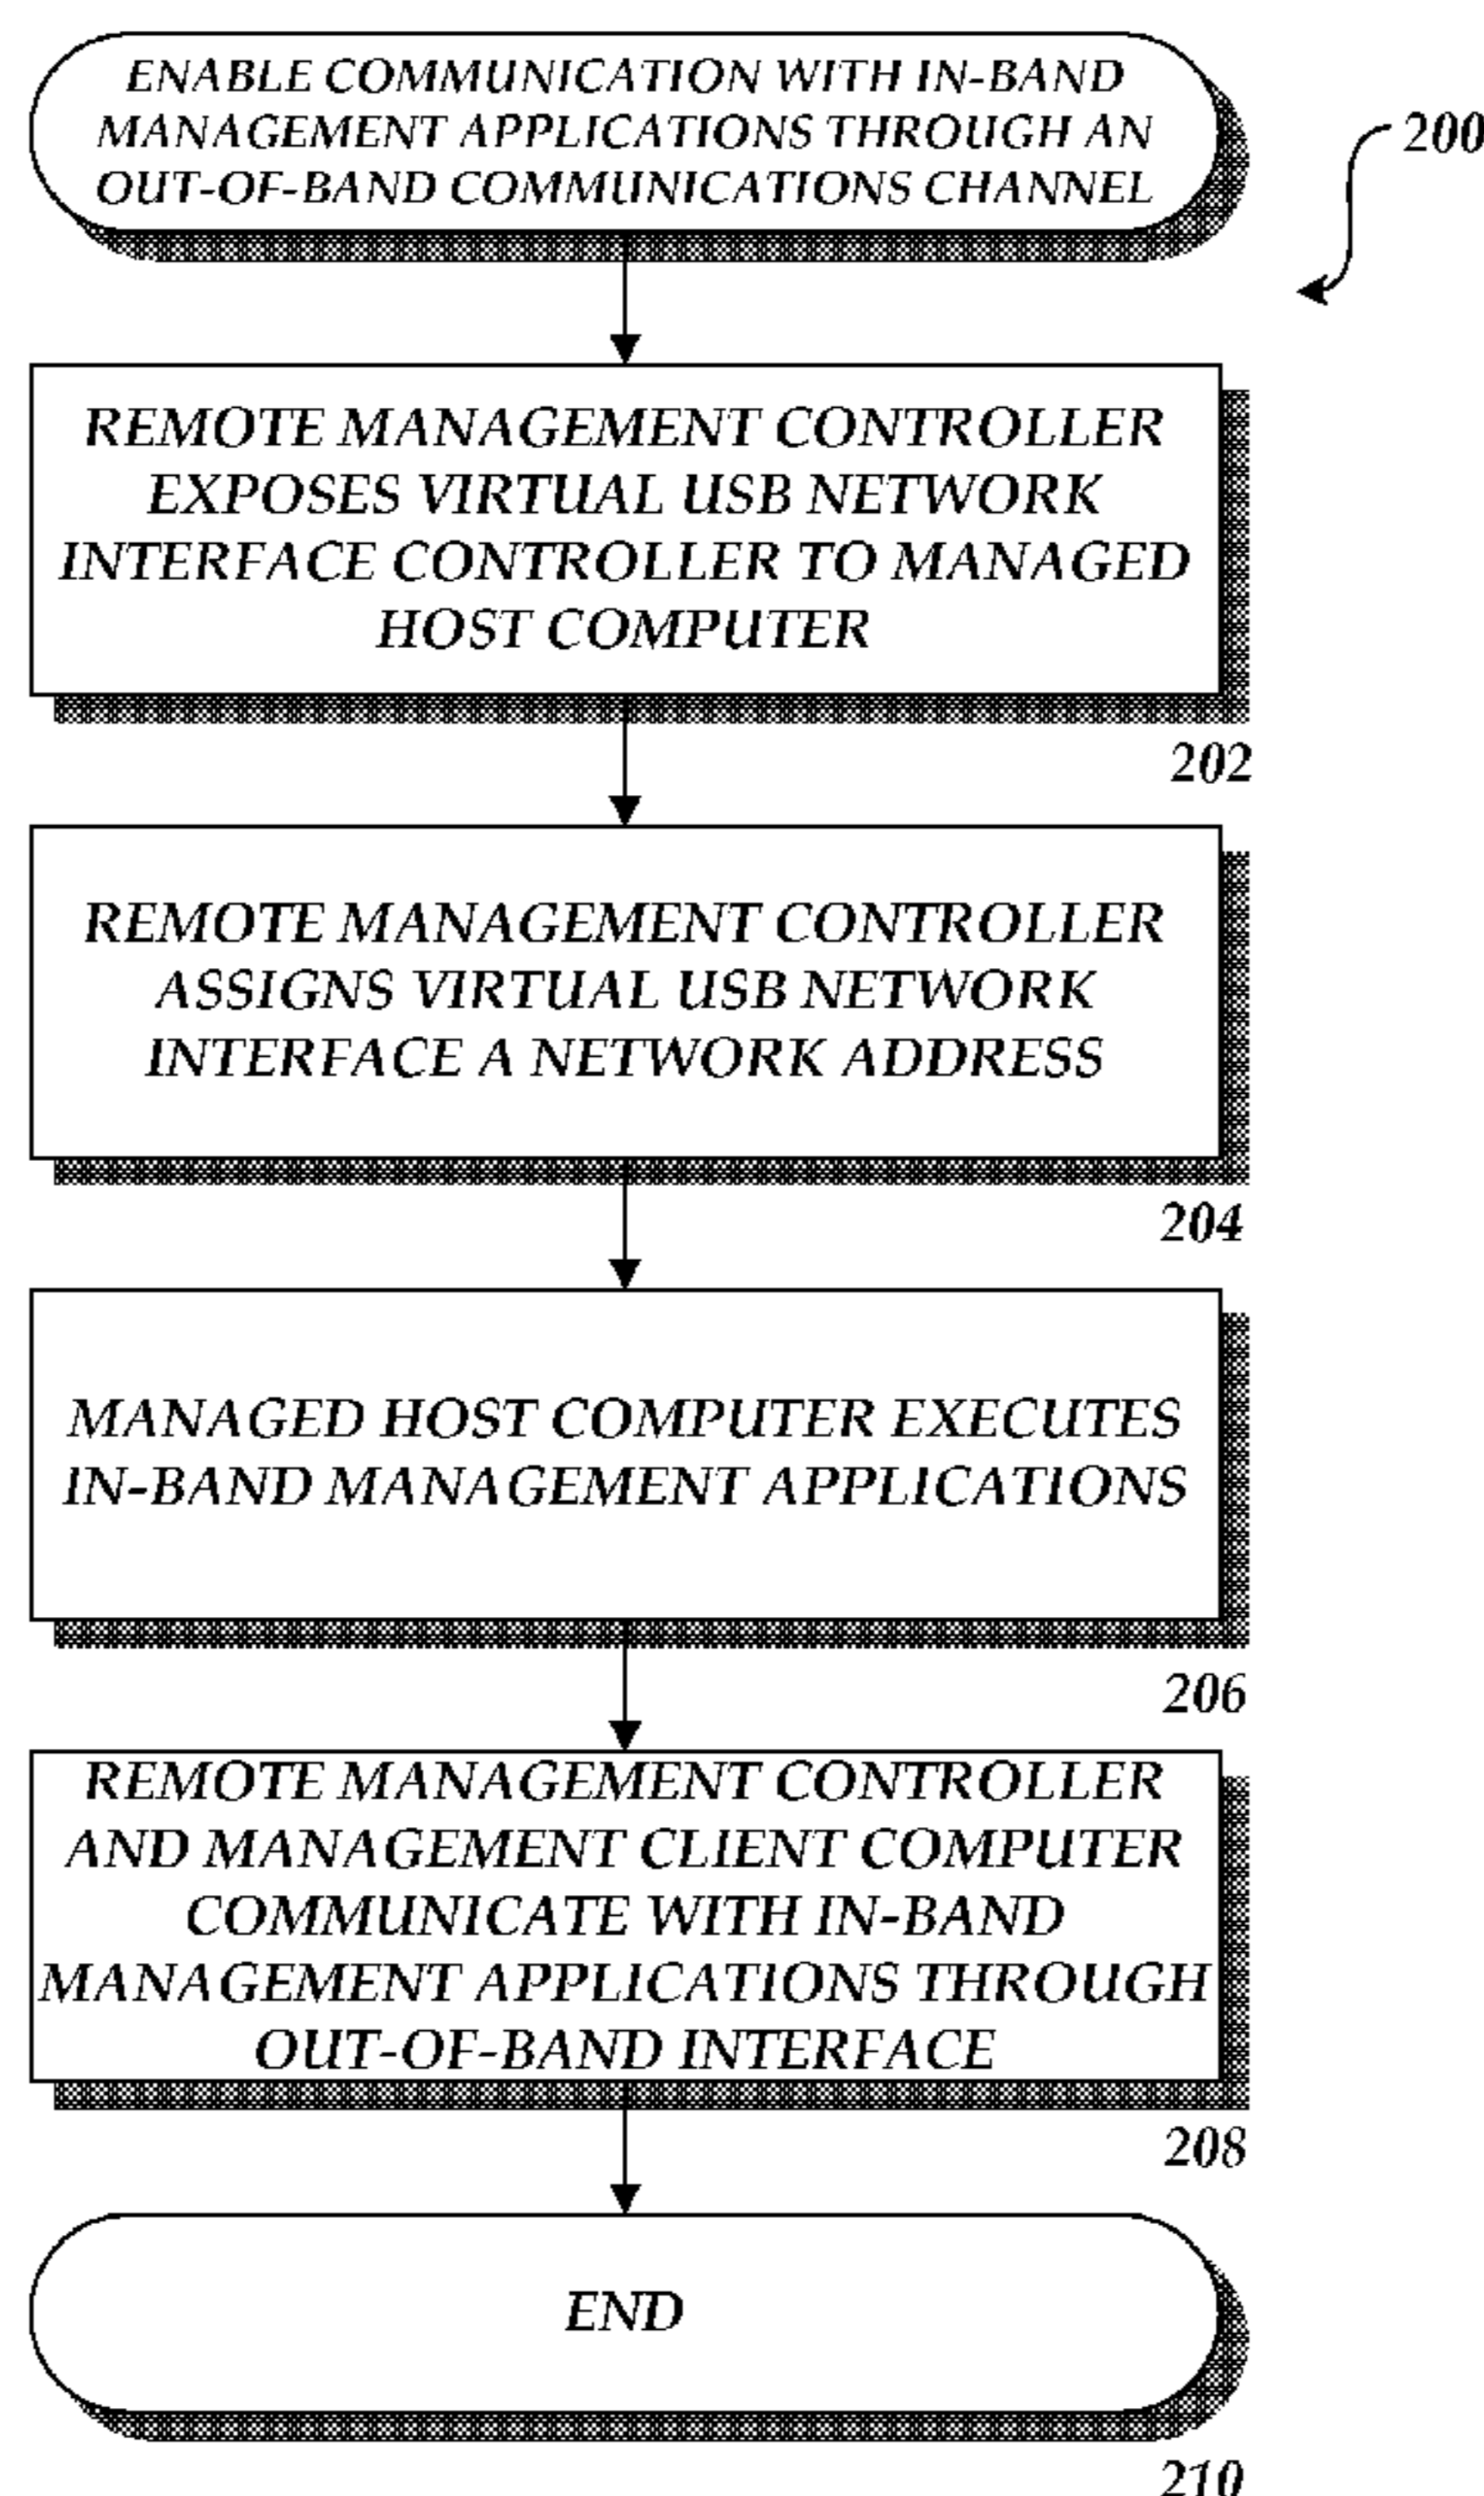 ENABLE COMMUNICATION WITH IN-BAND
MANAGEMENT APPLICATIONS THROUGH AN
OUT-OF-BAND COMMUNICATIONS CHANNEL
200
REMOTE MANAGEMENT CONTROLLER
EXPOSES VIRTUAL USB NETWORK
INTERFACE CONTROLLER TO MANAGED
HOST COMPUTER
202
REMOTE MANAGEMENT CONTROLLER
ASSIGNS VIRTUAL USB NETWORK
INTERFACE A NETWORK ADDRESS
204
MANAGED HOST COMPUTER EXECUTES
IN-BAND MANAGEMENT APPLICATIONS
206
REMOTE MANAGEMENT CONTROLLER
AND MANAGEMENT CLIENT COMPUTER
COMMUNICATE WITH IN-BAND
MANAGEMENT APPLICATIONS THROUGH
OUT-OF-BAND INTERFACE
208
END
210